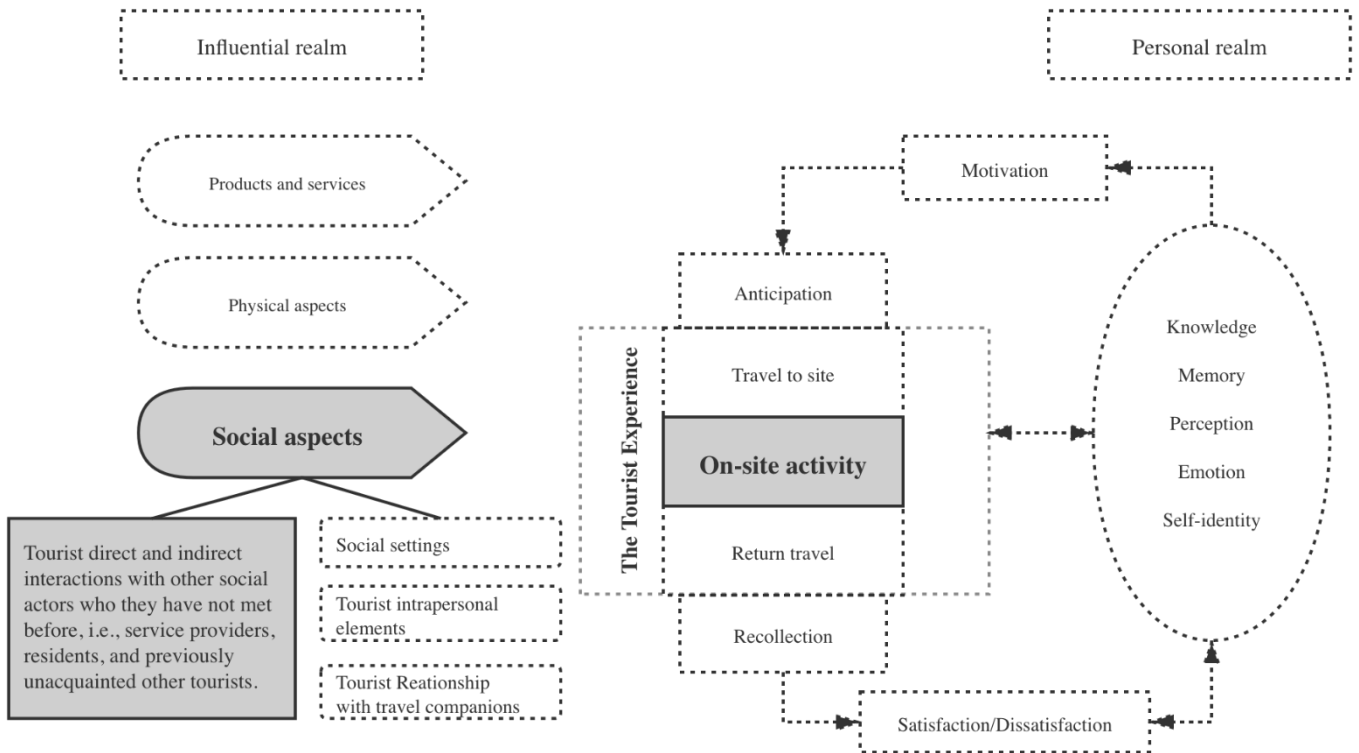 Influential realm
Personal realm
Products and services
Motivation
Physical aspects
Anticipation
Knowledge
Memory
Perception
Emotion
Self-identity
The Tourist Experience
Travel to site
Social aspects
On-site activity
Return travel
Tourist direct and indirect
interactions with other social
actors who they have not met
before, i.e., service providers,
residents, and previously
unacquainted other tourists.
Social settings
Tourist intrapersonal
elements
Tourist Reationship
with travel companions
Recollection
Satisfaction/Dissatisfaction